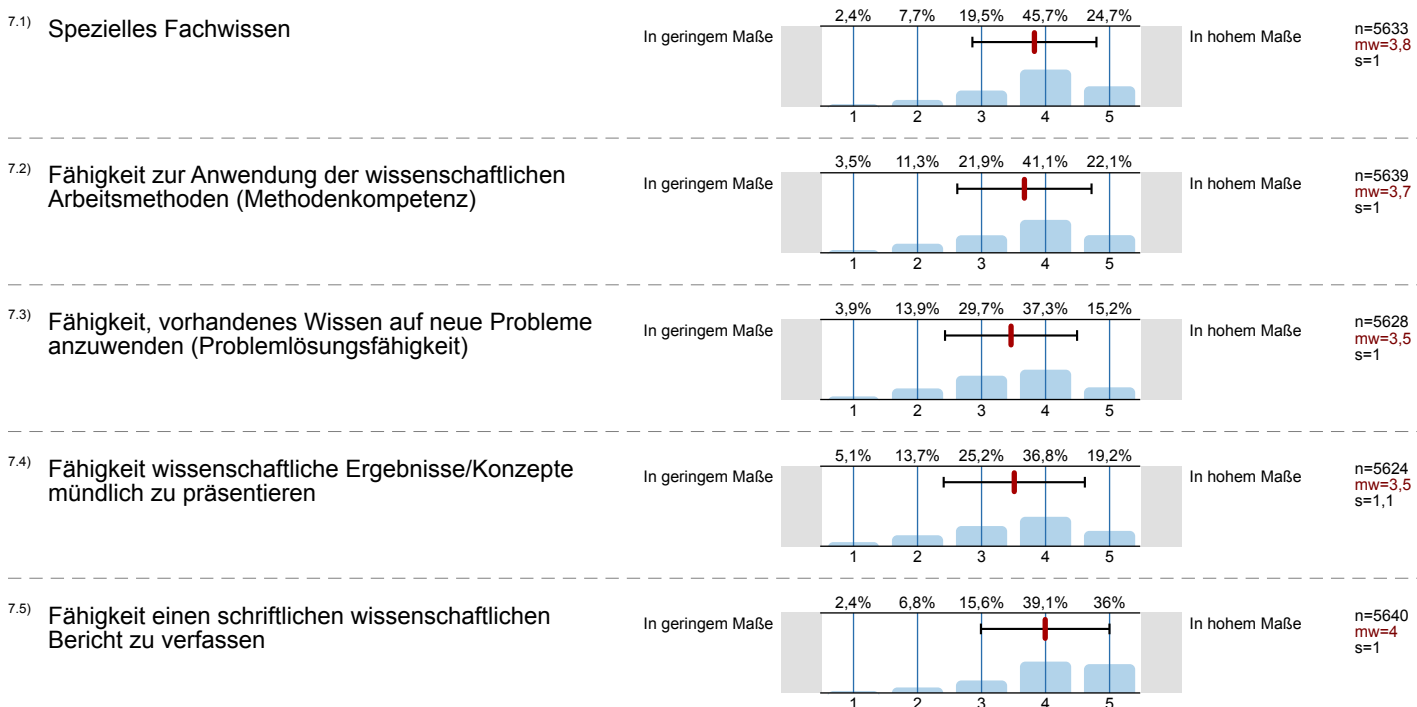 7.1) Spezielles Fachwissen
2,4% 7,7% 19,5% 45,7% 24,7%
In geringem Maße In hohem Maße
n=5633
mw=3,8
s=1
1 2 3 4 5
7.2) Fähigkeit zur Anwendung der wissenschaftlichen
Arbeitsmethoden (Methodenkompetenz)
3,5% 11,3% 21,9% 41,1% 22,1%
In geringem Maße In hohem Maße
n=5639
mw=3,7
s=1
1 2 3 4 5
7.3) Fähigkeit, vorhandenes Wissen auf neue Probleme
anzuwenden (Problemlösungsfähigkeit)
3,9% 13,9% 29,7% 37,3% 15,2%
In geringem Maße In hohem Maße
n=5628
mw=3,5
s=1
1 2 3 4 5
7.4) Fähigkeit wissenschaftliche Ergebnisse/Konzepte
mündlich zu präsentieren
5,1% 13,7% 25,2% 36,8% 19,2%
In geringem Maße In hohem Maße
n=5624
mw=3,5
s=1,1
1 2 3 4 5
7.5) Fähigkeit einen schriftlichen wissenschaftlichen
Bericht zu verfassen
2,4% 6,8% 15,6% 39,1% 36%
In geringem Maße In hohem Maße
n=5640
mw=4
s=1
1 2 3 4 5